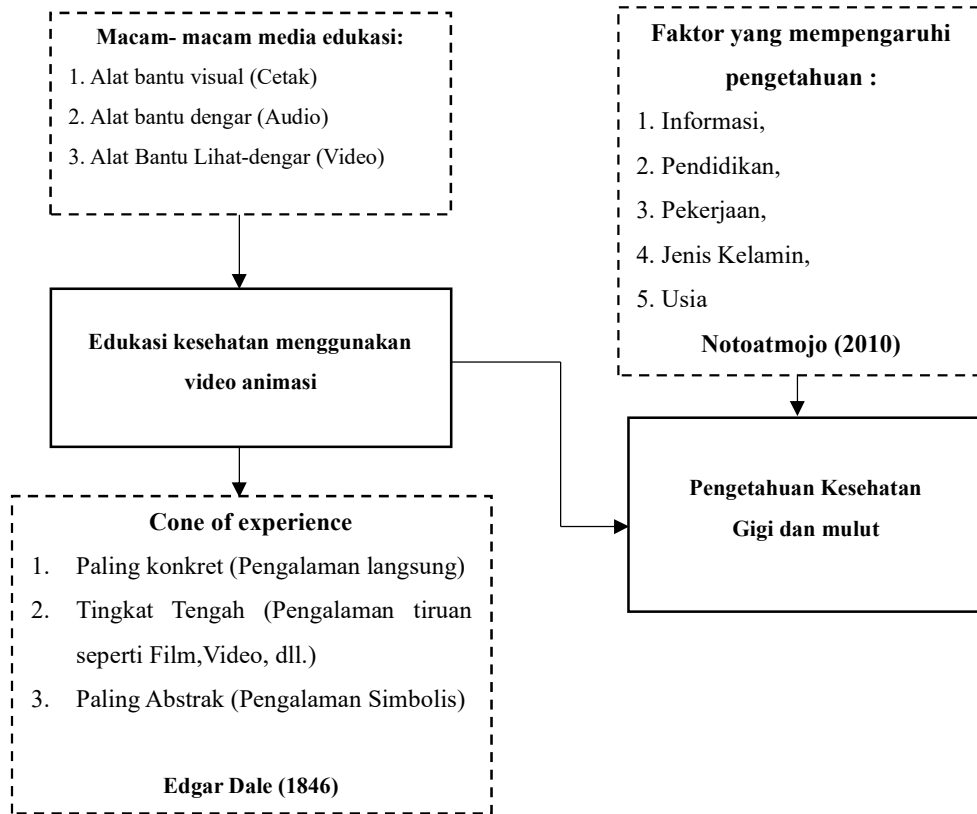 Macam- macam media edukasi:
1. Alat bantu visual (Cetak)
2. Alat bantu dengar (Audio)
3. Alat Bantu Lihat-dengar (Video)
Faktor yang mempengaruhi
pengetahuan :
1. Informasi,
2. Pendidikan,
3. Pekerjaan,
4. Jenis Kelamin,
5. Usia
Notoatmojo (2010)
Edukasi kesehatan menggunakan
video animasi
Pengetahuan Kesehatan
Gigi dan mulut
Cone of experience
1. Paling konkret (Pengalaman langsung)
2. Tingkat Tengah (Pengalaman tiruan
seperti Film,Video, dll.)
3. Paling Abstrak (Pengalaman Simbolis)
Edgar Dale (1846)